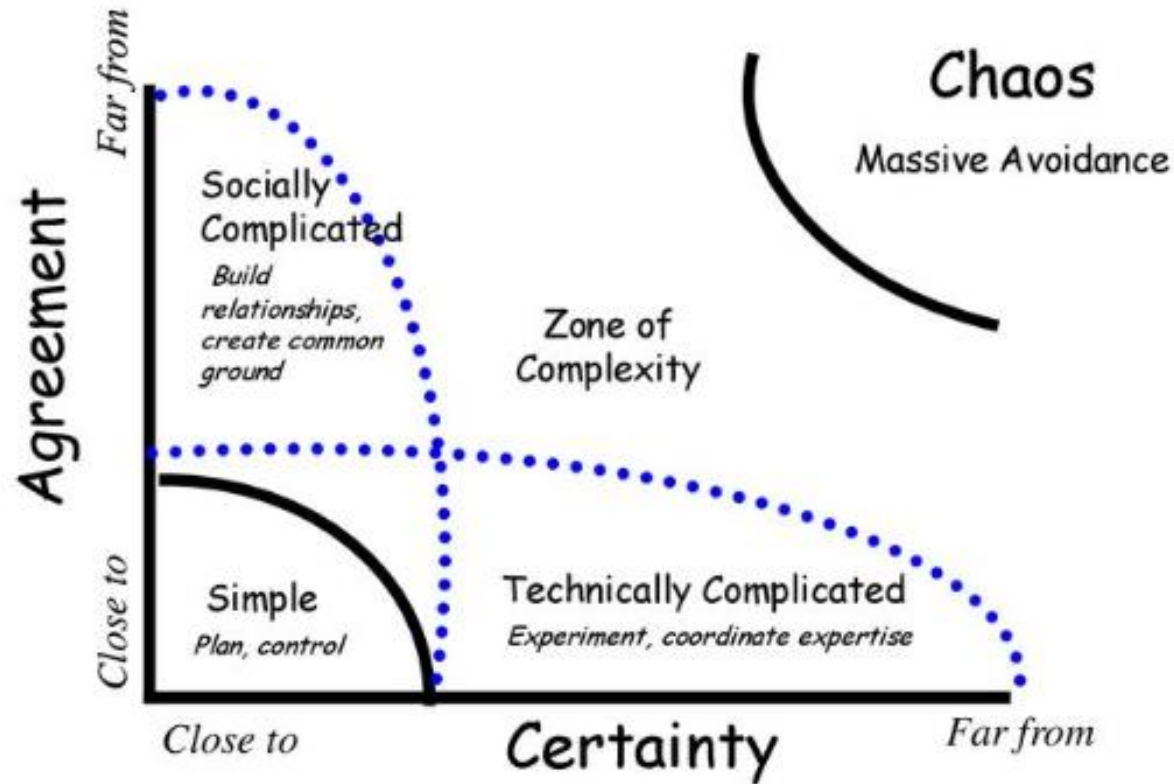 Far from
Chaos
Massive Avoidance
Socially
Complicated
Build
relationships,
create common
ground
Zone of
Complexity
Agreement
Simple
Plan, control
Technically Complicated
Experiment, coordinate expertise
Close to
Close to
Certainty
Far from